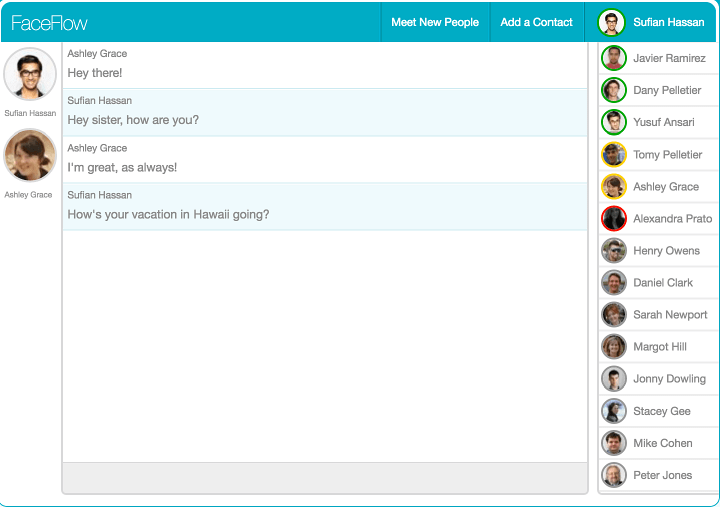 FaceFlow
Meet New People
Add a Contact
Sufian Hassan
Sufian Hassan
Ashley Grace
Ashley Grace
Hey there!
Sufian Hassan
Hey sister, how are you?
Ashley Grace
I'm great, as always!
Sufian Hassan
How's your vacation in Hawaii going?
Javier Ramirez
Dany Pelletier
Yusuf Ansari
Tomy Pelletier
Ashley Grace
Alexandra Prato
Henry Owens
Daniel Clark
Sarah Newport
Margot Hill
Jonny Dowling
Stacey Gee
Mike Cohen
Peter Jones